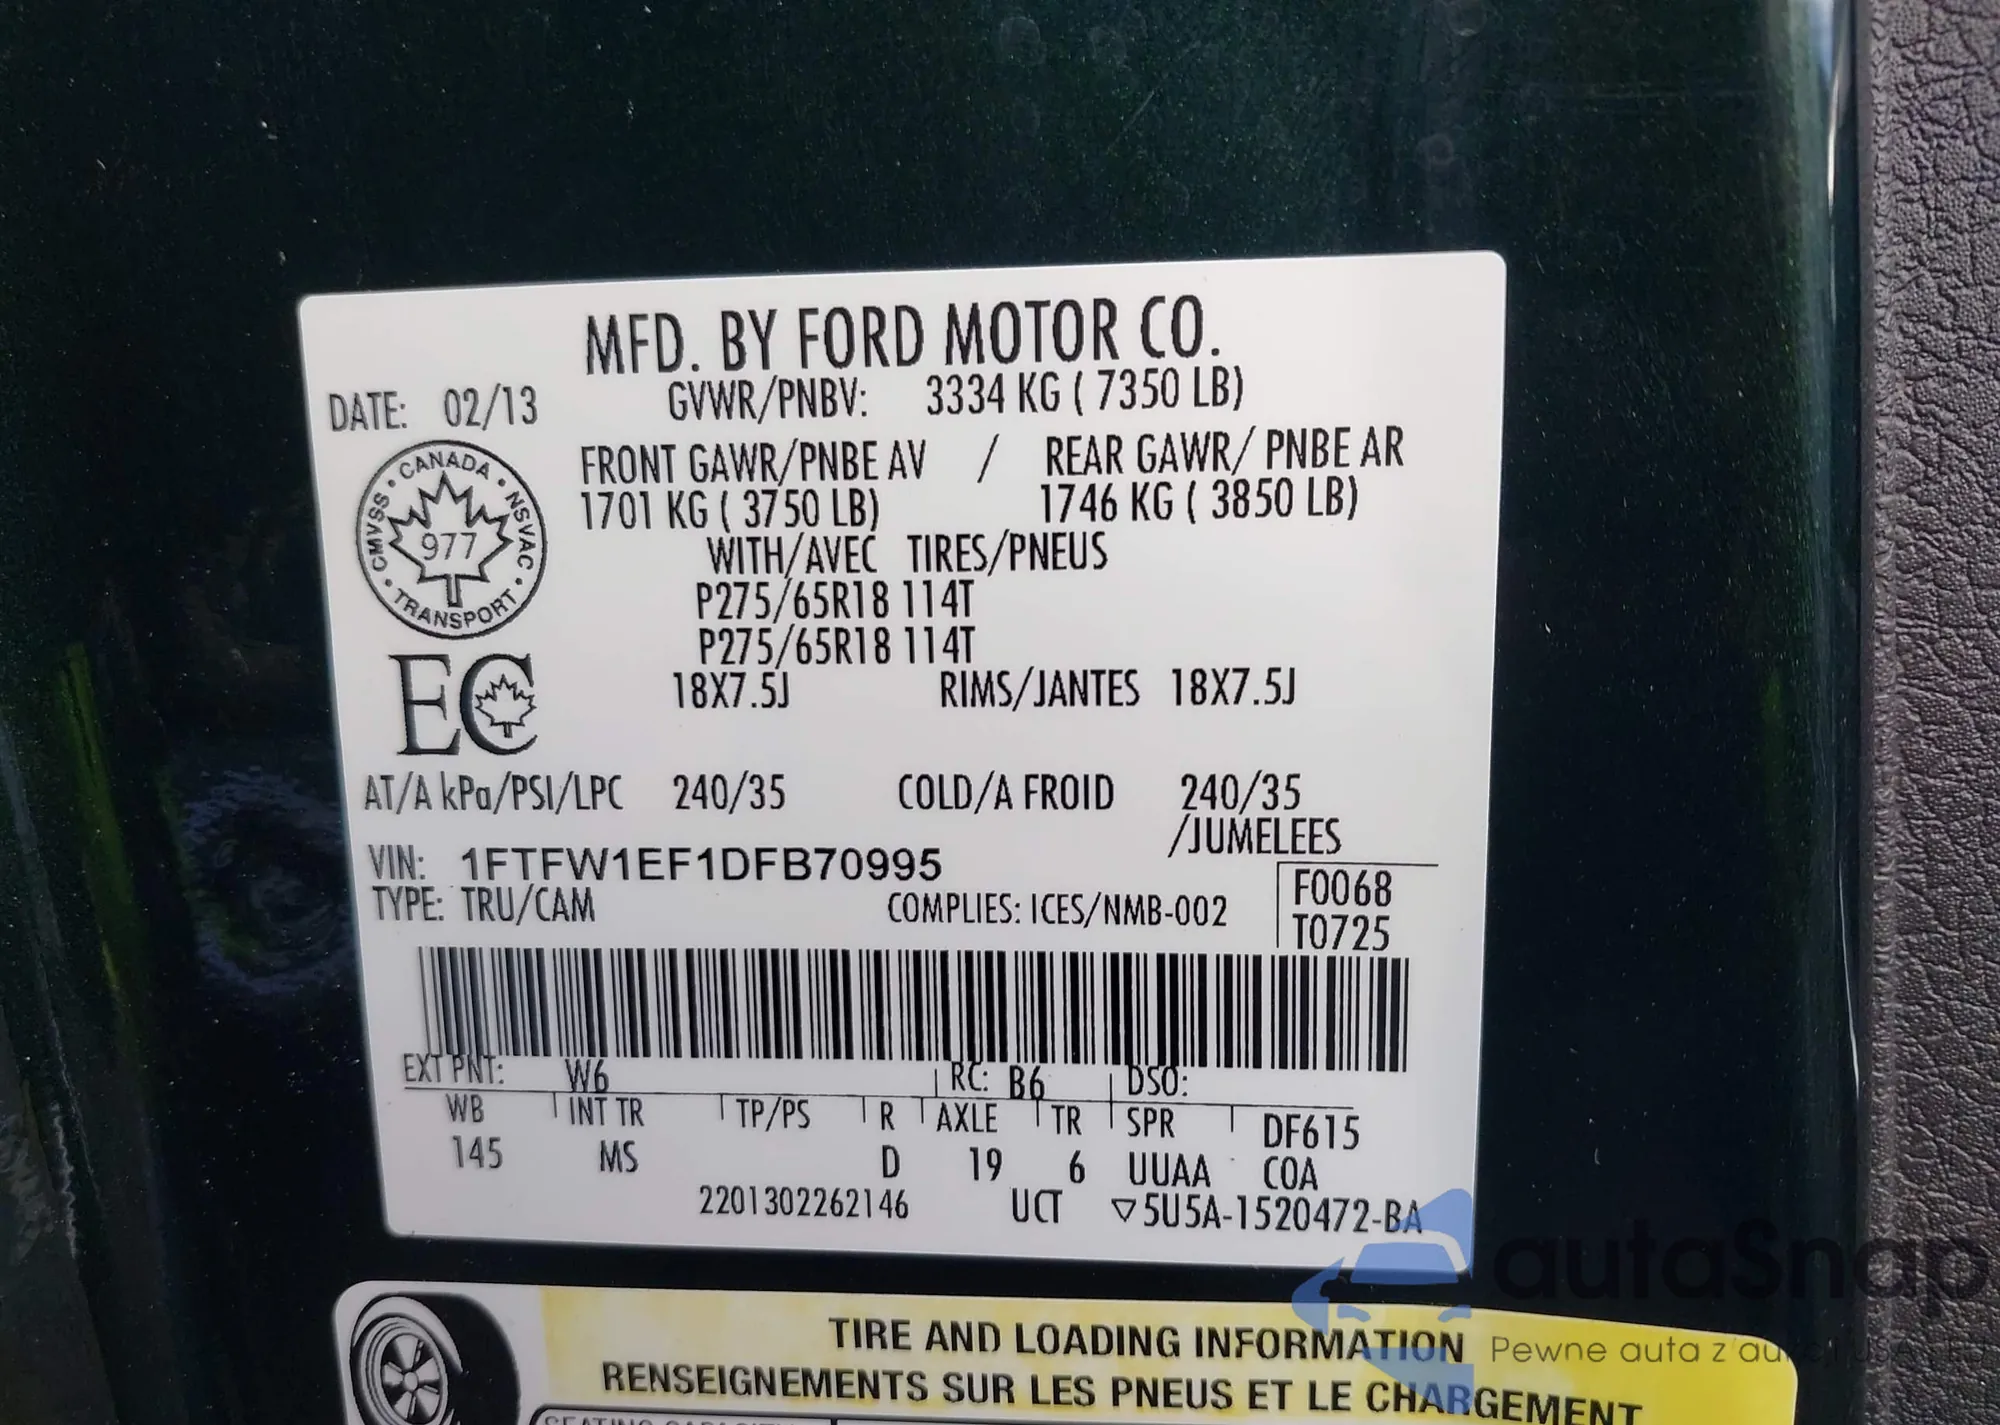 MFD. BY FORD MOTOR CO.
DATE: 02/13
GVWR/PNBV: 3334 KG ( 7350 LB)
FRONT GAWR/PNBE AV / REAR GAWR/ PNBE AR
1701 KG ( 3750 LB) 1746 KG ( 3850 LB)
WITH/AVEC TIRES/PNEUS
P275/65R18 114T
P275/65R18 114T
18X7.5J RIMS/JANTES 18X7.5J
CANADA
CMVSS
NSVAC
977
TRANSPORT
EC
AT/A kPa/PSI/LPC 240/35 COLD/A FROID 240/35
/JUMELEES
VIN: 1FTFW1EF1DFB70995
TYPE: TRU/CAM COMPLIES: ICES/NMB-002
F0068
T0725
EXT PNT: W6 RC: B6 DSO:
WB INT TR TP/PS R AXLE TR SPR DF615
145 MS D 19 6 UUAA COA
2201302262146 UCT ▽5U5A-1520472-BA
autaSnap
Pewne auta z
TIRE AND LOADING INFORMATION
RENSEIGNEMENTS SUR LES PNEUS ET LE CHARGEMENT